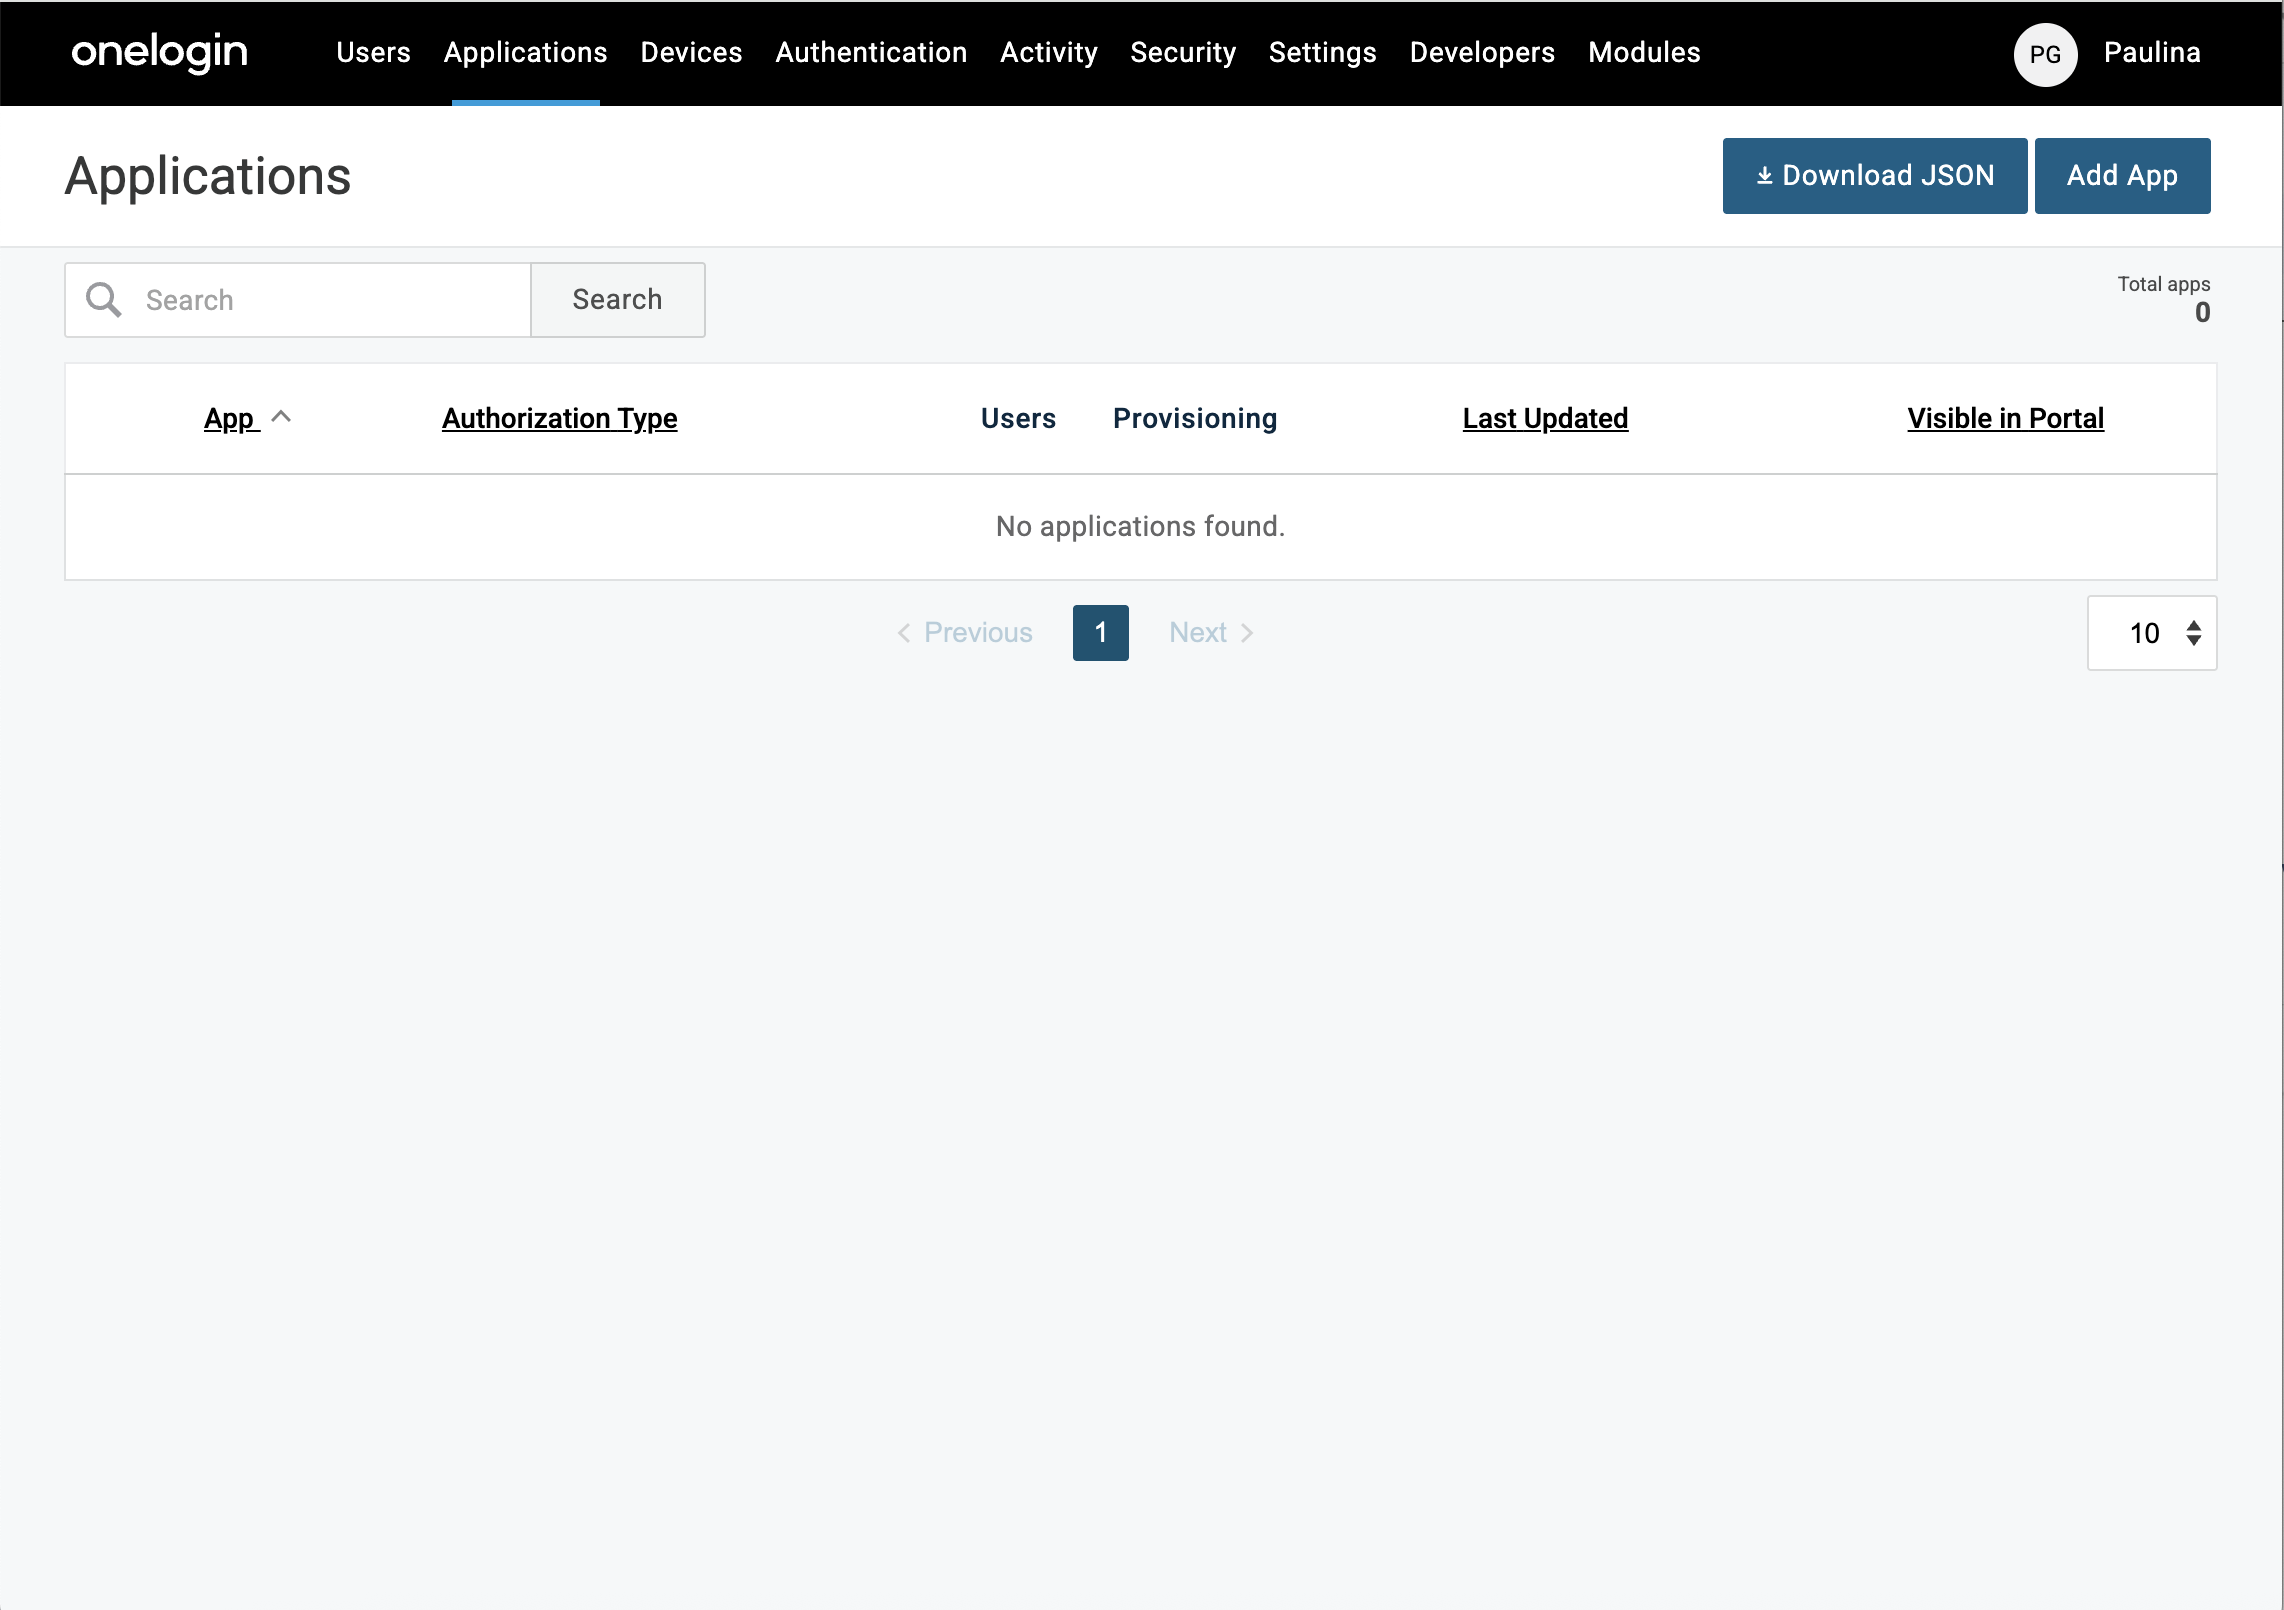 onelogin Users Applications Devices Authentication Activity Security Settings Developers Modules PG Paulina
Applications Download JSON Add App
Search Search Total apps
0
App Authorization Type Users Provisioning Last Updated Visible in Portal
No applications found.
Previous 1 Next 10